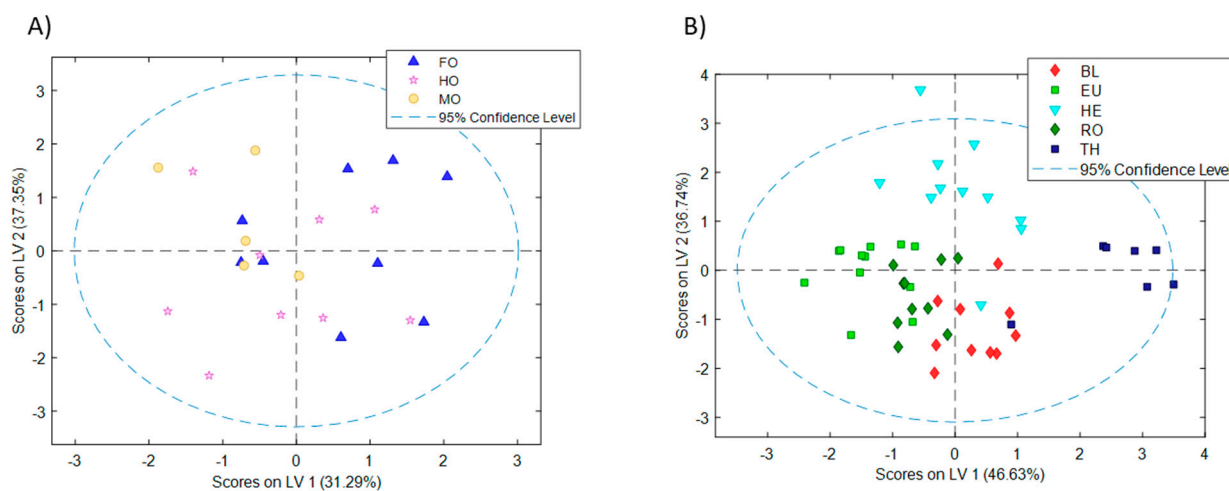 A)
FO
HO
MO
95% Confidence Level
3
2
1
0
-1
-2
-3
Scores on LV 2 (37.35%)
-3 -2 -1 0 1 2 3
Scores on LV 1 (31.29%)
B)
BL
EU
HE
RO
TH
95% Confidence Level
4
3
2
1
0
-1
-2
-3
Scores on LV 2 (36.74%)
-3 -2 -1 0 1 2 3 4
Scores on LV 1 (46.63%)